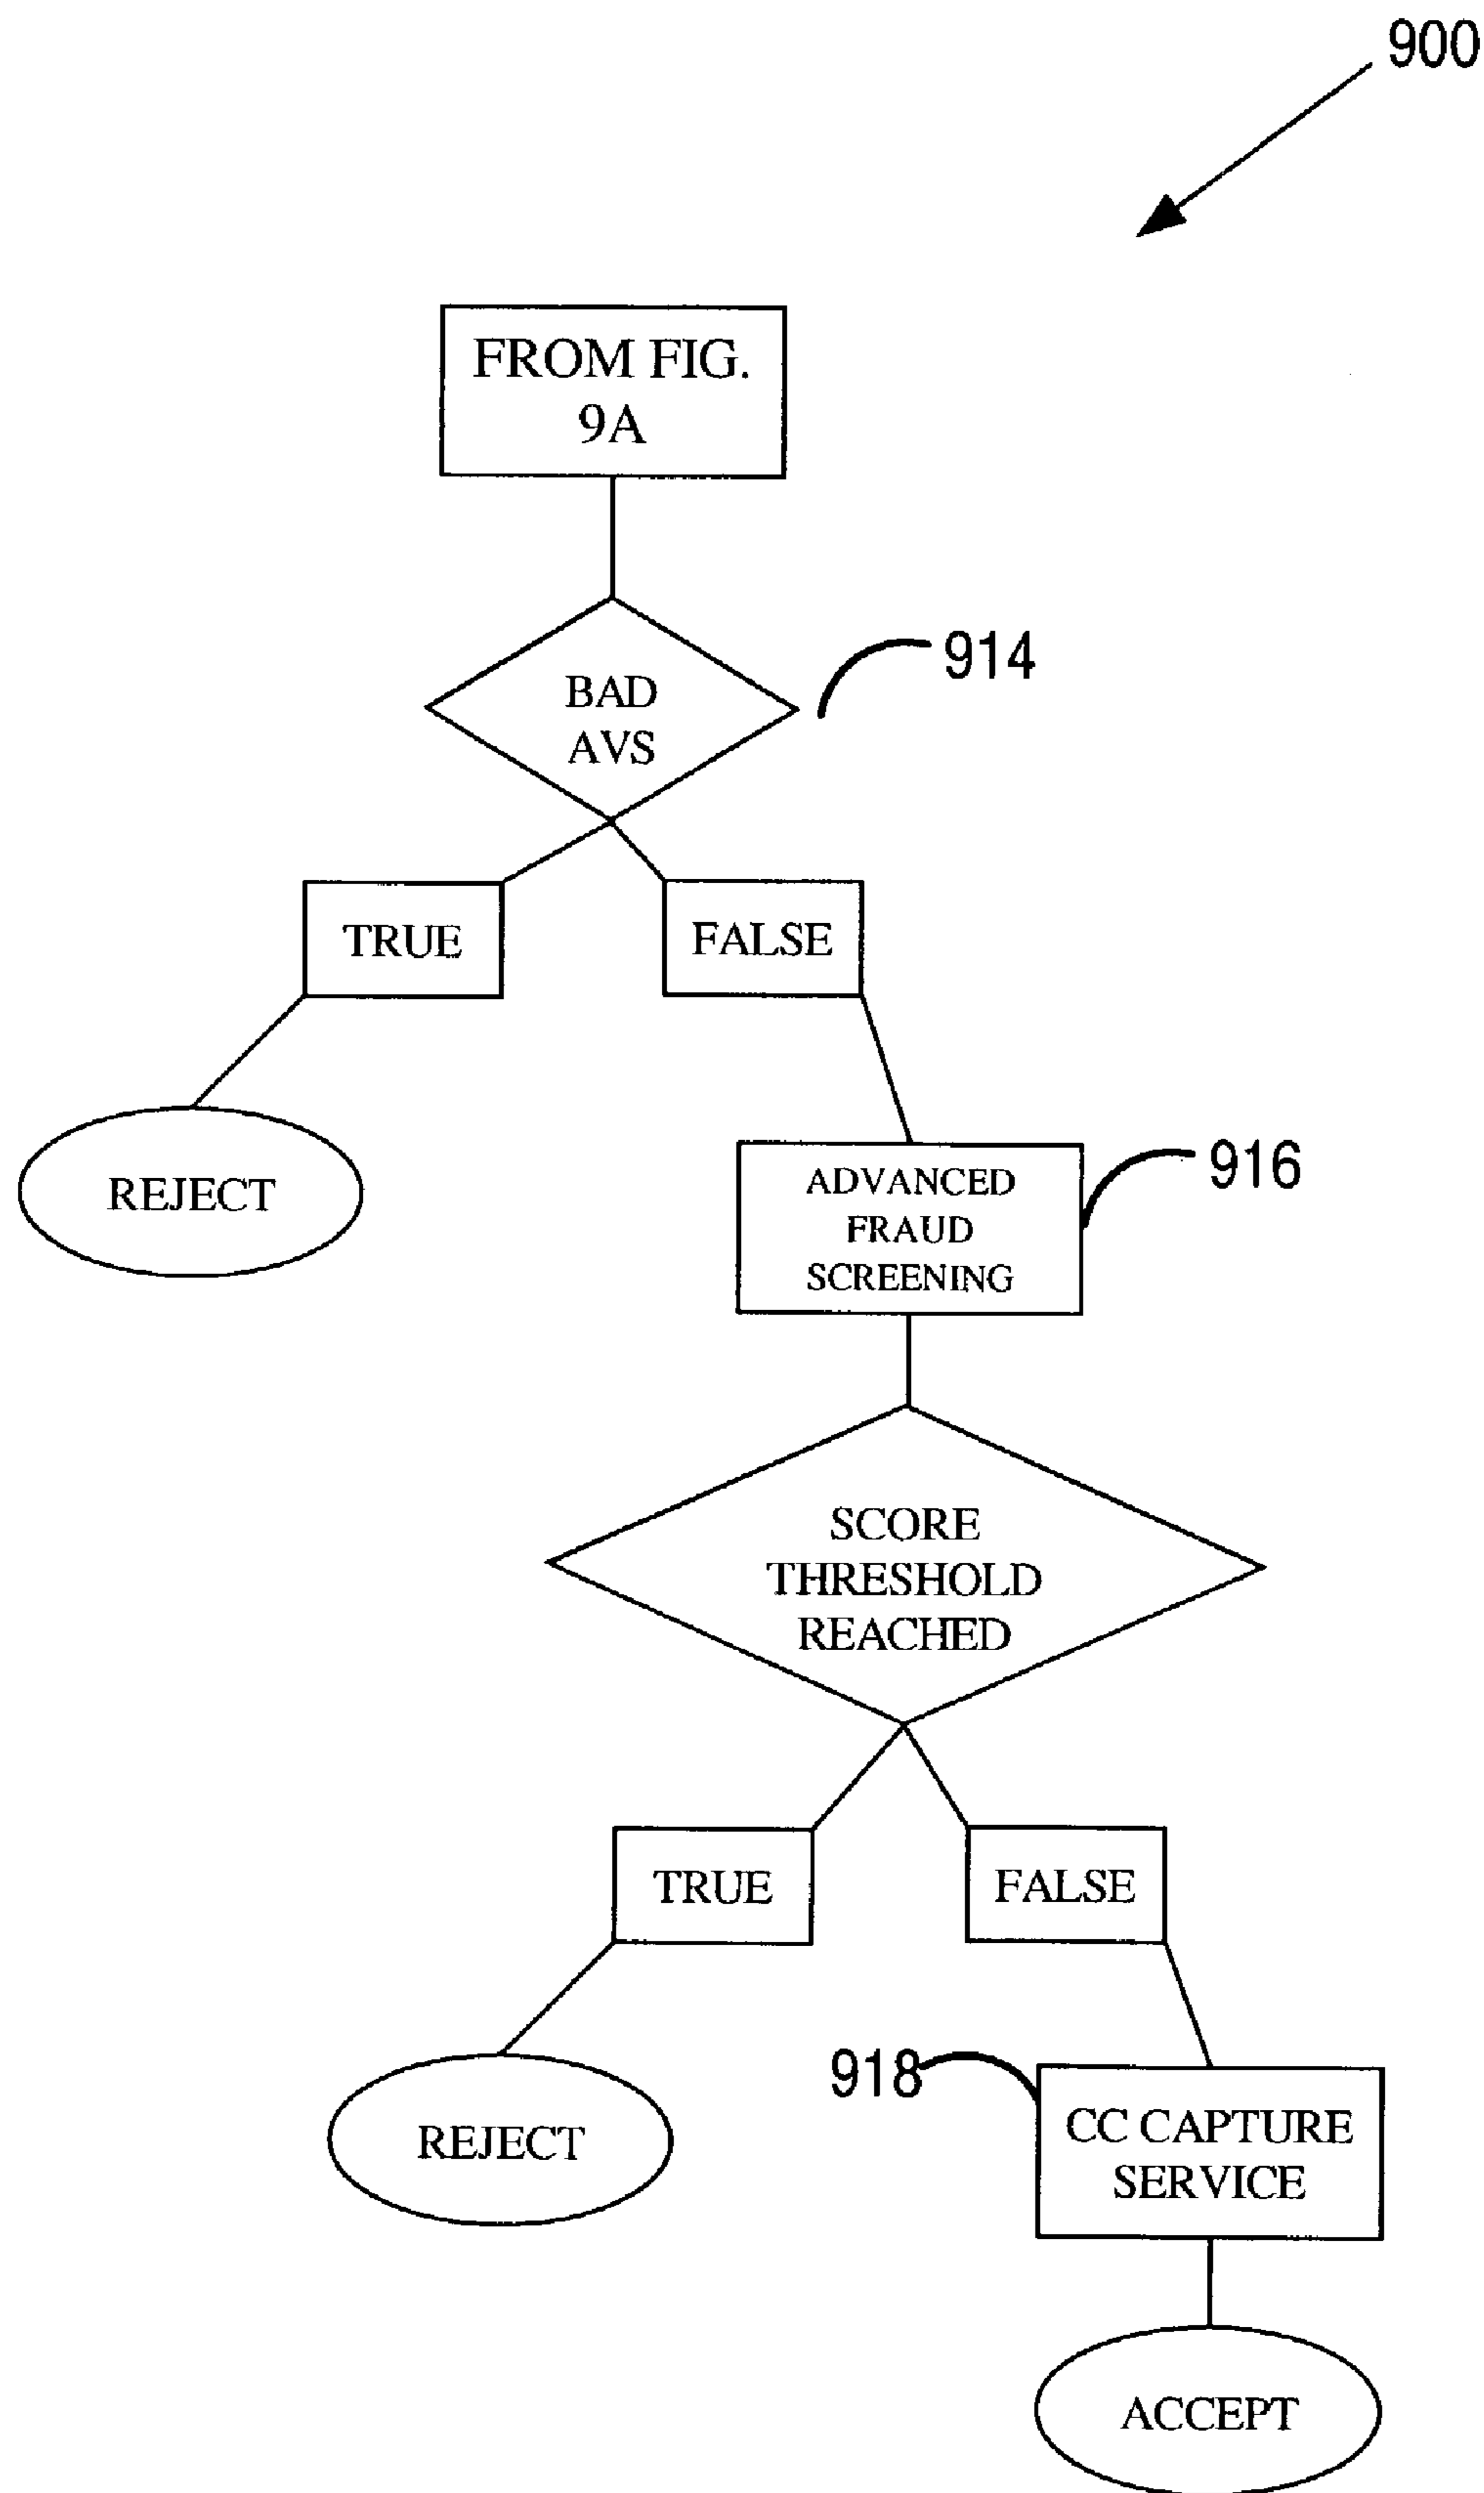 900
FROM FIG.
9A
BAD
AVS
914
TRUE
FALSE
REJECT
ADVANCED
FRAUD
SCREENING
916
SCORE
THRESHOLD
REACHED
TRUE
FALSE
918
REJECT
CC CAPTURE
SERVICE
ACCEPT